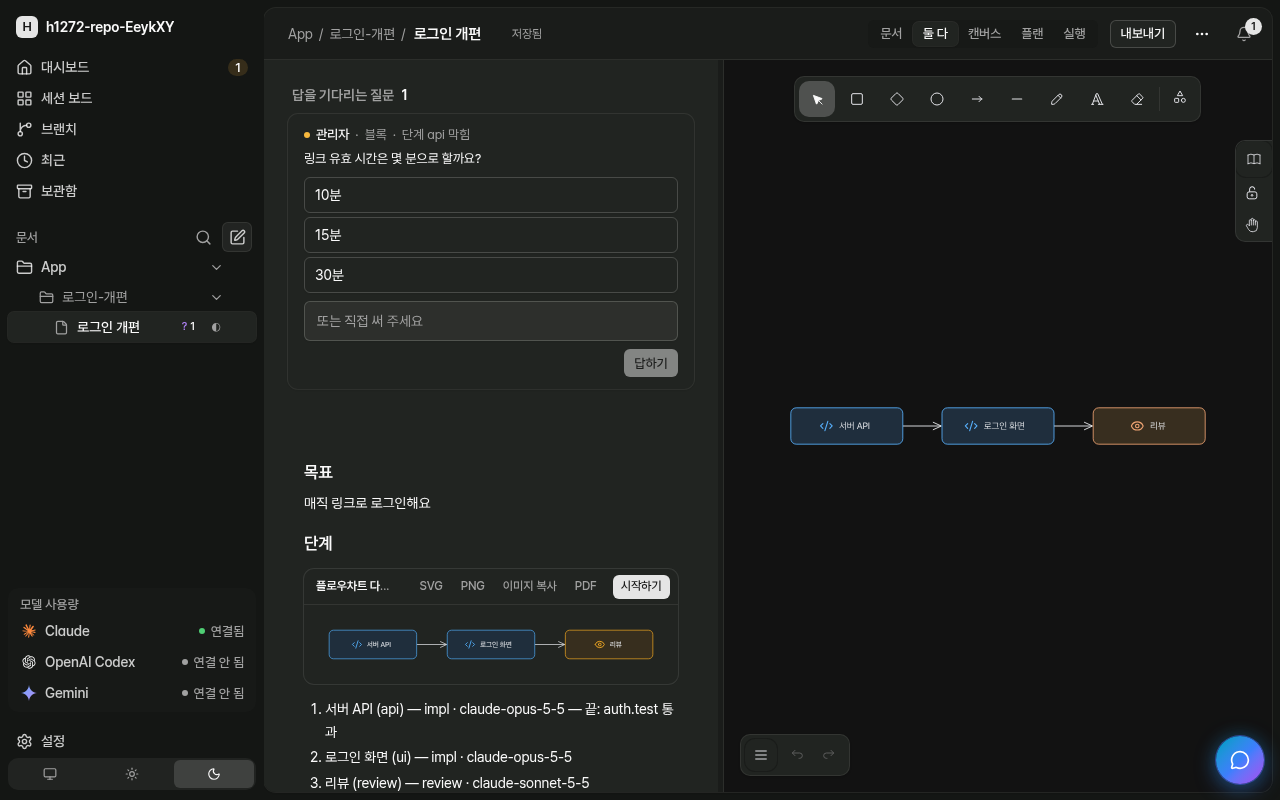 H h1272-repo-EeykXY
대시보드 1
세션 보드
브랜치
최근
보관함
문서
App
로그인-개편
로그인 개편 ? 1
모델 사용량
Claude 연결됨
OpenAI Codex 연결 안 됨
Gemini 연결 안 됨
설정
App / 로그인-개편 / 로그인 개편 저장됨
문서 둘 다 캔버스 플랜 실행 내보내기 1
답을 기다리는 질문 1
관리자 · 블록 · 단계 api 막힘
링크 유효 시간은 몇 분으로 할까요?
10분
15분
30분
또는 직접 써 주세요
답하기
목표
매직 링크로 로그인해요
단계
플로우차트 다... SVG PNG 이미지 복사 PDF 시작하기
서버 API 로그인 화면 리뷰
1. 서버 API (api) — impl · claude-opus-5-5 — 끝: auth.test 통
과
2. 로그인 화면 (ui) — impl · claude-opus-5-5
3. 리뷰 (review) — review · claude-sonnet-5-5
A
서버 API 로그인 화면 리뷰